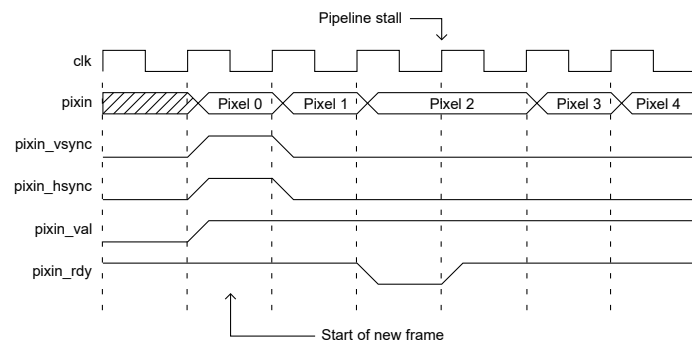 Pipeline stall
clk
pixin
Pixel 0
Pixel 1
PIxel 2
Pixel 3
Pixel 4
pixin_vsync
pixin_hsync
pixin_val
pixin_rdy
Start of new frame